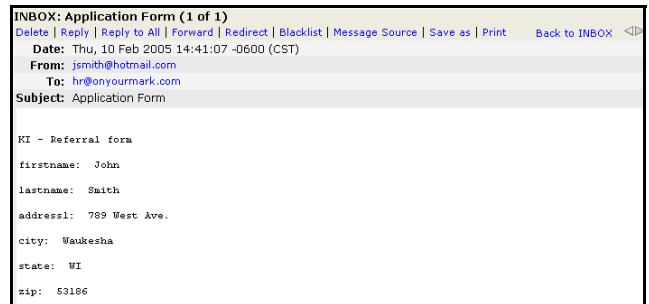 INBOX: Application Form (1 of 1)
Delete | Reply | Reply to All | Forward | Redirect | Blacklist | Message Source | Save as | Print Back to INBOX
Date: Thu, 10 Feb 2005 14:41:07 -0600 (CST)
From: jsmith@hotmail.com
To: hr@onyourmark.com
Subject: Application Form
KI - Referral form
firstname: John
lastname: Smith
address1: 789 West Ave.
city: Waukesha
state: WI
zip: 53186